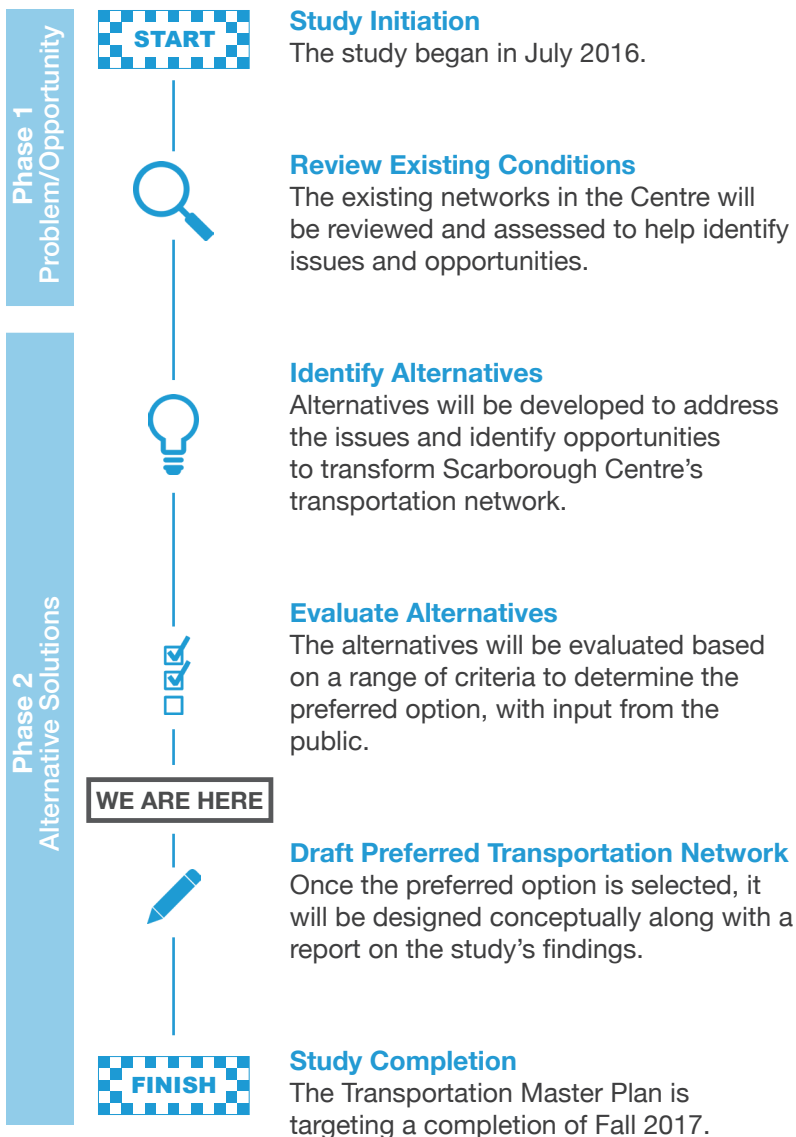 Phase 1
Problem/Opportunity
START
Study Initiation
The study began in July 2016.
Review Existing Conditions
The existing networks in the Centre will
be reviewed and assessed to help identify
issues and opportunities.
Phase 2
Alternative Solutions
Identify Alternatives
Alternatives will be developed to address
the issues and identify opportunities
to transform Scarborough Centre’s
transportation network.
Evaluate Alternatives
The alternatives will be evaluated based
on a range of criteria to determine the
preferred option, with input from the
public.
WE ARE HERE
Draft Preferred Transportation Network
Once the preferred option is selected, it
will be designed conceptually along with a
report on the study’s findings.
FINISH
Study Completion
The Transportation Master Plan is
targeting a completion of Fall 2017.